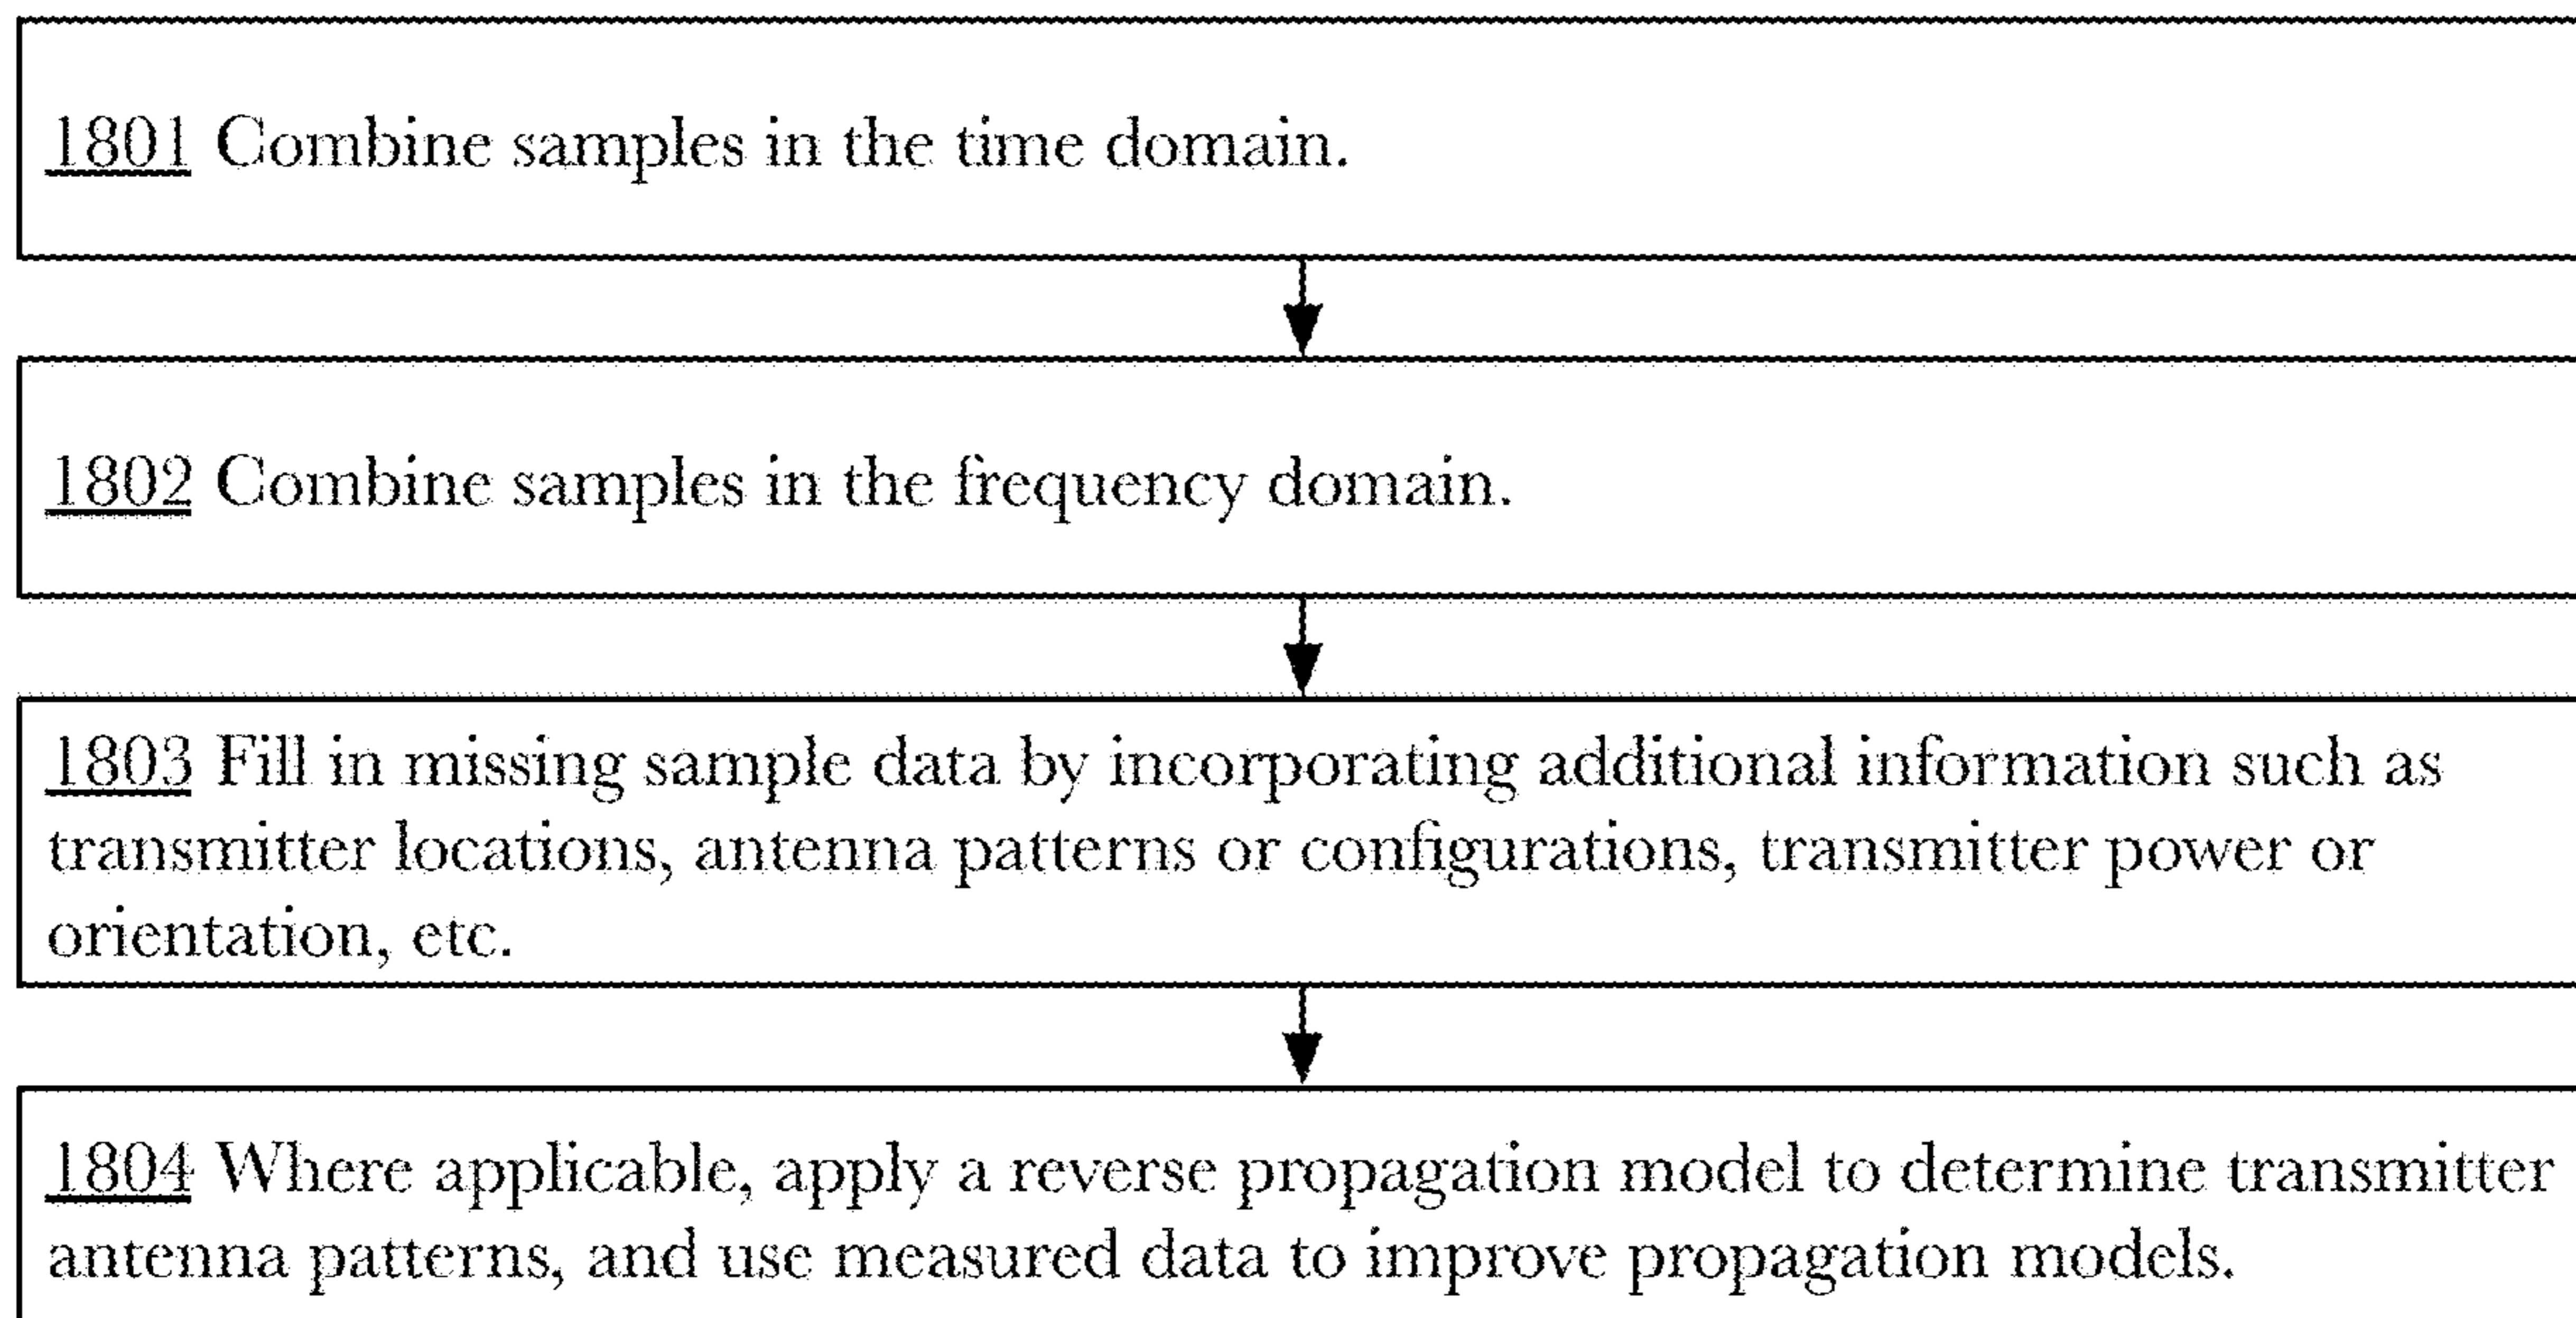 1801 Combine samples in the time domain.
1802 Combine samples in the frequency domain.
1803 Fill in missing sample data by incorporating additional information such as
transmitter locations, antenna patterns or configurations, transmitter power or
orientation, etc.
1804 Where applicable, apply a reverse propagation model to determine transmitter
antenna patterns, and use measured data to improve propagation models.